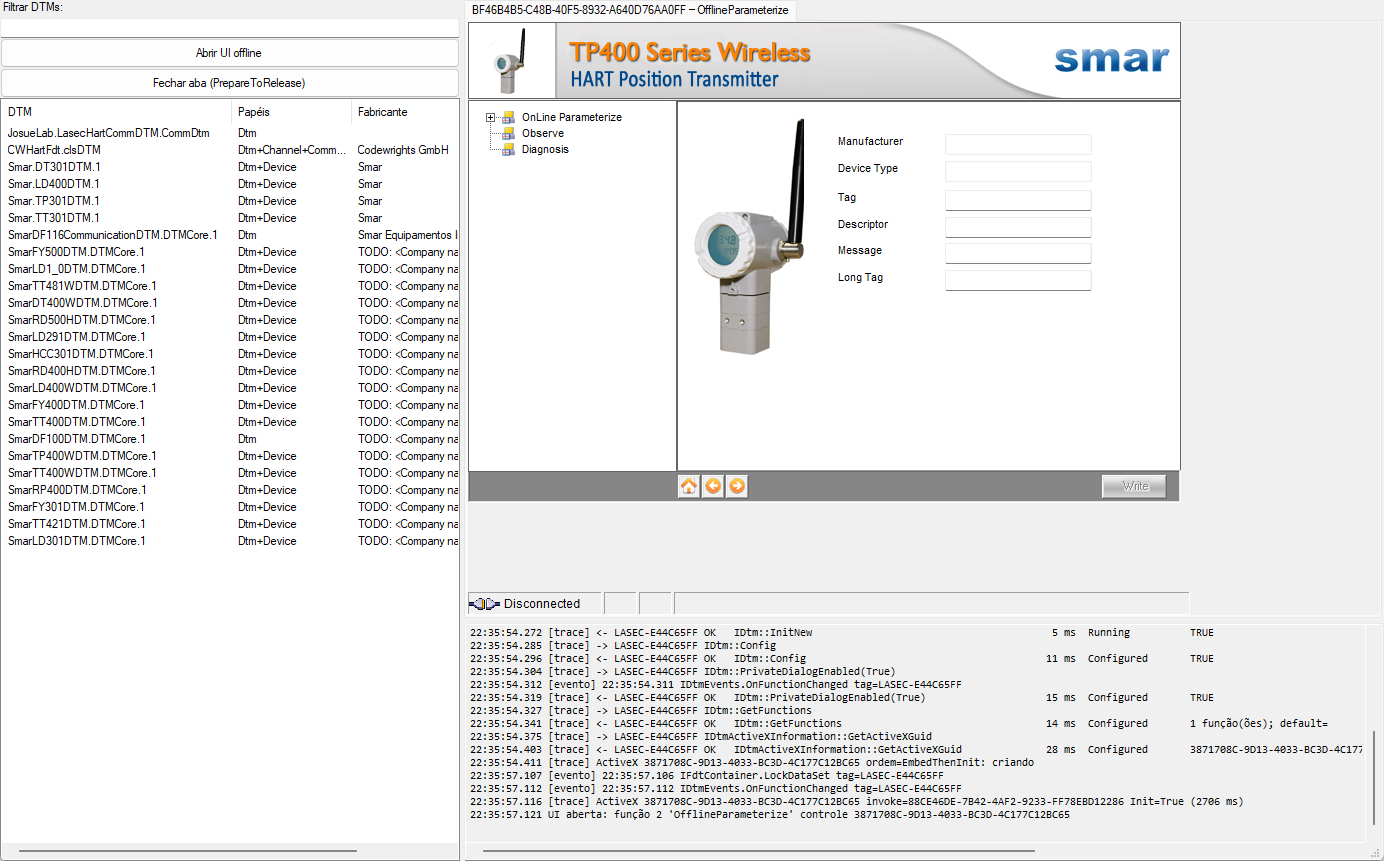 Filtrar DTMs:
Abrir UI offline
Fechar aba (PrepareToRelease)
DTM Papéis Fabricante
JosueLab.LasecHartCommDTM.CommDtm Dtm
CWHartFdt.clsDTM Dtm+Channel+Comm... Codewrights GmbH
Smar.DT301DTM.1 Dtm+Device Smar
Smar.LD400DTM.1 Dtm+Device Smar
Smar.TP301DTM.1 Dtm+Device Smar
Smar.TT301DTM.1 Dtm+Device Smar
SmarDF116CommunicationDTM.DTMCore.1 Dtm Smar Equipamentos I
SmarFY500DTM.DTMCore.1 Dtm+Device TODO: <Company na
SmarLD1_0DTM.DTMCore.1 Dtm+Device TODO: <Company na
SmarTT481WDTM.DTMCore.1 Dtm+Device TODO: <Company na
SmarDT400WDTM.DTMCore.1 Dtm+Device TODO: <Company na
SmarRD500HDTM.DTMCore.1 Dtm+Device TODO: <Company na
SmarLD291DTM.DTMCore.1 Dtm+Device TODO: <Company na
SmarHCC301DTM.DTMCore.1 Dtm+Device TODO: <Company na
SmarRD400HDTM.DTMCore.1 Dtm+Device TODO: <Company na
SmarLD400WDTM.DTMCore.1 Dtm+Device TODO: <Company na
SmarFY400DTM.DTMCore.1 Dtm+Device TODO: <Company na
SmarTT400DTM.DTMCore.1 Dtm+Device TODO: <Company na
SmarDF100DTM.DTMCore.1 Dtm TODO: <Company na
SmarTP400WDTM.DTMCore.1 Dtm+Device TODO: <Company na
SmarTT400WDTM.DTMCore.1 Dtm+Device TODO: <Company na
SmarRP400DTM.DTMCore.1 Dtm+Device TODO: <Company na
SmarFY301DTM.DTMCore.1 Dtm+Device TODO: <Company na
SmarTT421DTM.DTMCore.1 Dtm+Device TODO: <Company na
SmarLD301DTM.DTMCore.1 Dtm+Device TODO: <Company na
BF46B4B5-C48B-40F5-8932-A640D76AA0FF – OfflineParameterize
TP400 Series Wireless
HART Position Transmitter
smar
OnLine Parameterize
Observe
Diagnosis
Manufacturer
Device Type
Tag
Descriptor
Message
Long Tag
Write
Disconnected
22:35:54.272 [trace] <- LASEC-E44C65FF OK IDtm::InitNew 5 ms Running TRUE
22:35:54.285 [trace] -> LASEC-E44C65FF IDtm::Config
22:35:54.296 [trace] <- LASEC-E44C65FF OK IDtm::Config 11 ms Configured TRUE
22:35:54.304 [trace] -> LASEC-E44C65FF IDtm::PrivateDialogEnabled(True)
22:35:54.312 [evento] 22:35:54.311 IDtmEvents.OnFunctionChanged tag=LASEC-E44C65FF
22:35:54.319 [trace] <- LASEC-E44C65FF OK IDtm::PrivateDialogEnabled(True) 15 ms Configured TRUE
22:35:54.327 [trace] -> LASEC-E44C65FF IDtm::GetFunctions
22:35:54.341 [trace] <- LASEC-E44C65FF OK IDtm::GetFunctions 14 ms Configured 1 função(ões); default=
22:35:54.375 [trace] -> LASEC-E44C65FF IDtmActiveXInformation::GetActiveXGuid
22:35:54.403 [trace] <- LASEC-E44C65FF OK IDtmActiveXInformation::GetActiveXGuid 28 ms Configured 3871708C-9D13-4033-BC3D-4C177
22:35:54.411 [trace] ActiveX 3871708C-9D13-4033-BC3D-4C177C12BC65 ordem=EmbedThenInit: criando
22:35:57.107 [evento] 22:35:57.106 IFdtContainer.LockDataSet tag=LASEC-E44C65FF
22:35:57.112 [evento] 22:35:57.112 IDtmEvents.OnFunctionChanged tag=LASEC-E44C65FF
22:35:57.116 [trace] ActiveX 3871708C-9D13-4033-BC3D-4C177C12BC65 invoke=88CE46DE-7B42-4AF2-9233-FF78EBD12286 Init=True (2706 ms)
22:35:57.121 UI aberta: função 2 'OfflineParameterize' controle 3871708C-9D13-4033-BC3D-4C177C12BC65